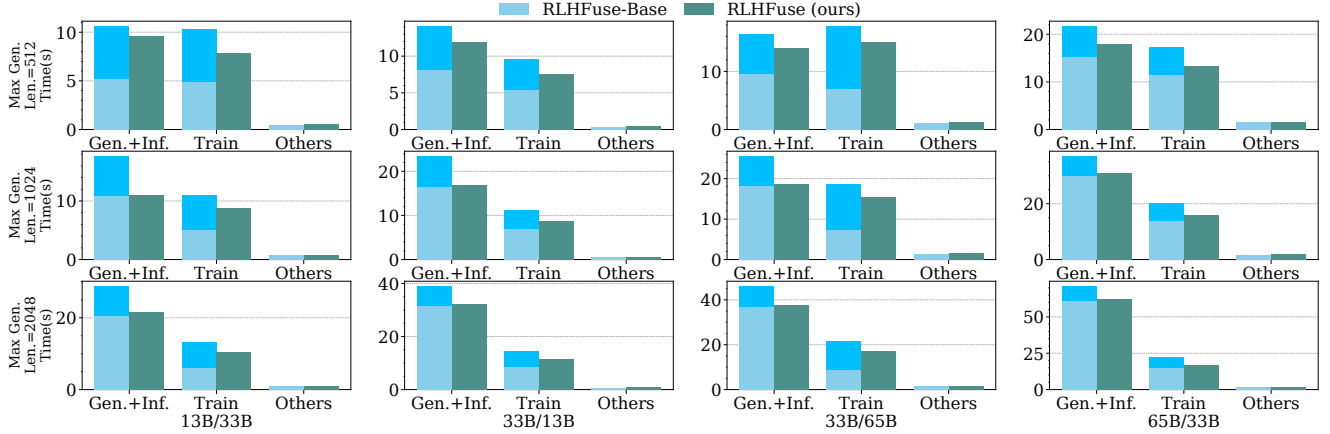 RLHFuse-Base RLHFuse (ours)
Max Gen.
Len.=512
Time(s)
10
5
0
Gen.+Inf. Train Others
10
5
0
Gen.+Inf. Train Others
10
0
Gen.+Inf. Train Others
20
10
0
Gen.+Inf. Train Others
Max Gen.
Len.=1024
Time(s)
10
0
Gen.+Inf. Train Others
20
10
0
Gen.+Inf. Train Others
20
10
0
Gen.+Inf. Train Others
20
0
Gen.+Inf. Train Others
Max Gen.
Len.=2048
Time(s)
20
0
Gen.+Inf. Train Others
13B/33B
40
20
0
Gen.+Inf. Train Others
33B/13B
40
20
0
Gen.+Inf. Train Others
33B/65B
50
25
0
Gen.+Inf. Train Others
65B/33B